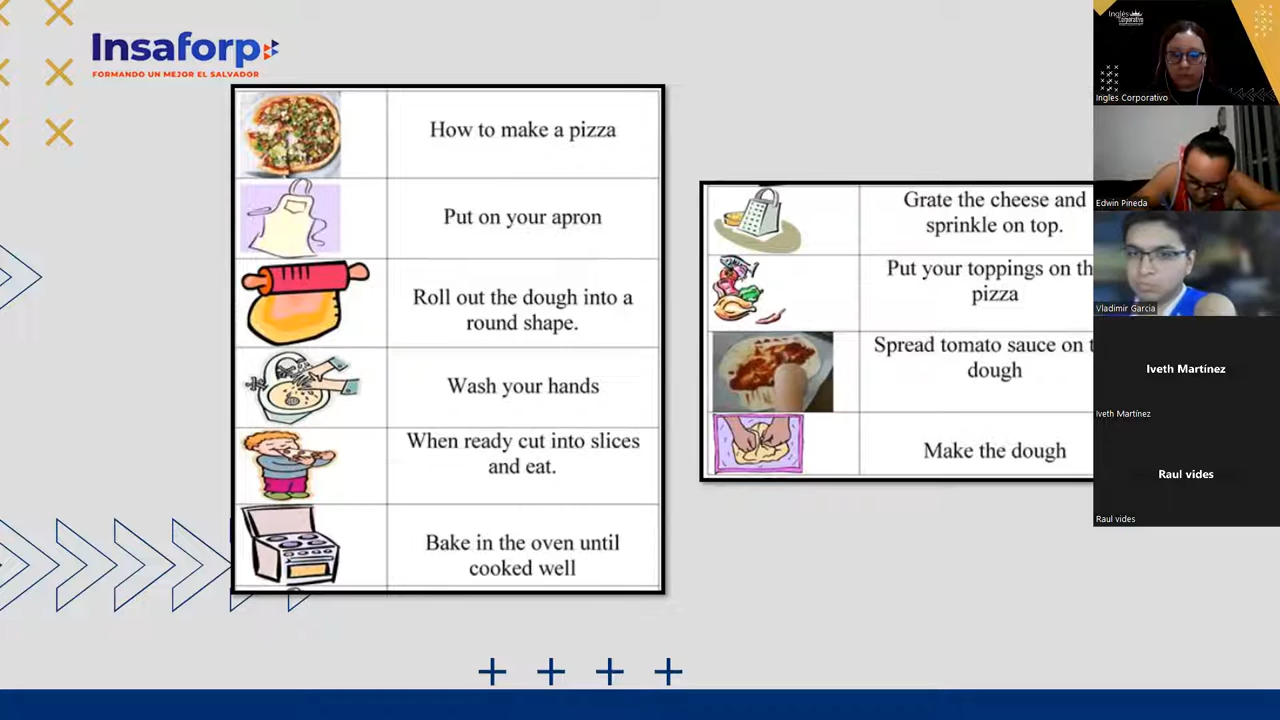 Insaforp
FORMANDO UN MEJOR EL SALVADOR
How to make a pizza
Put on your apron
Roll out the dough into a
round shape.
Wash your hands
When ready cut into slices
and eat.
Bake in the oven until
cooked well
Grate the cheese and
sprinkle on top.
Put your toppings on th
pizza
Spread tomato sauce on t
dough
Make the dough
Inglés
Corporativo
Ingles Corporativo
Edwin Pineda
Vladimir Garcia
Iveth Martínez
Iveth Martínez
Raul vides
Raul vides